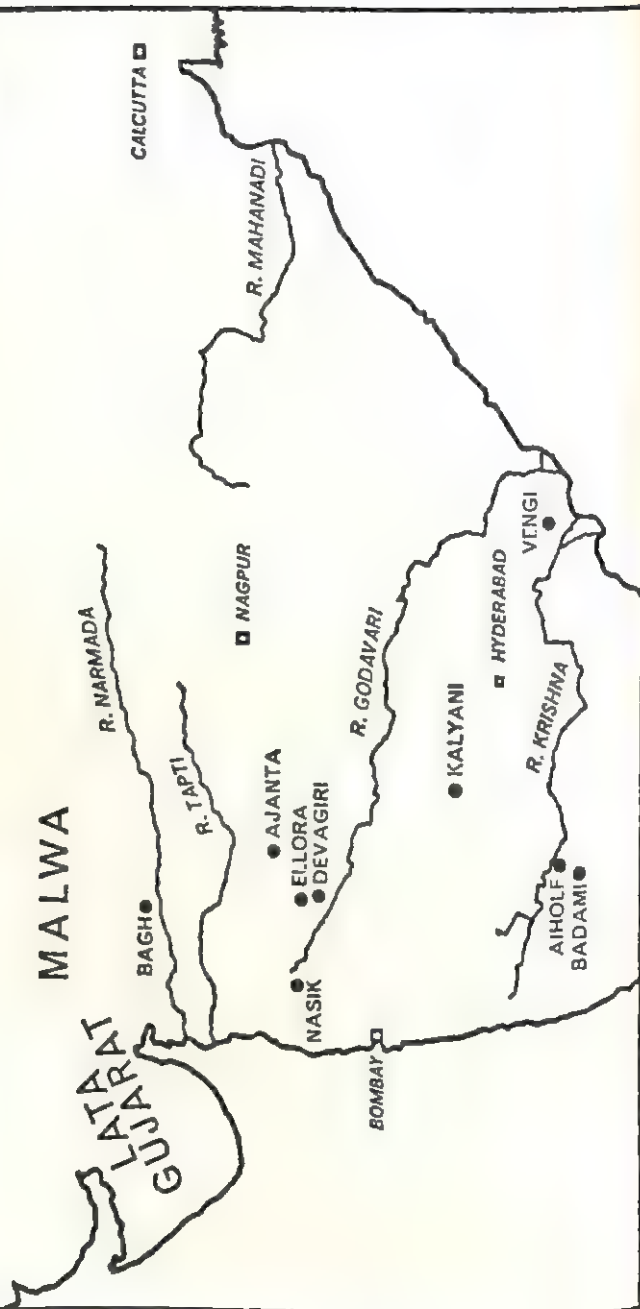 MALWA
LATA
GUJARAT
CALCUTTA
R. NARMADA
BAGH
R. TAPTI
R. MAHANADI
NAGPUR
AJANTA
ELLORA
DEVAGIRI
NASIK
R. GODAVARI
BOMBAY
KALYANI
HYDERABAD
VENGI
R. KRISHNA
AIHOLE
BADAMI